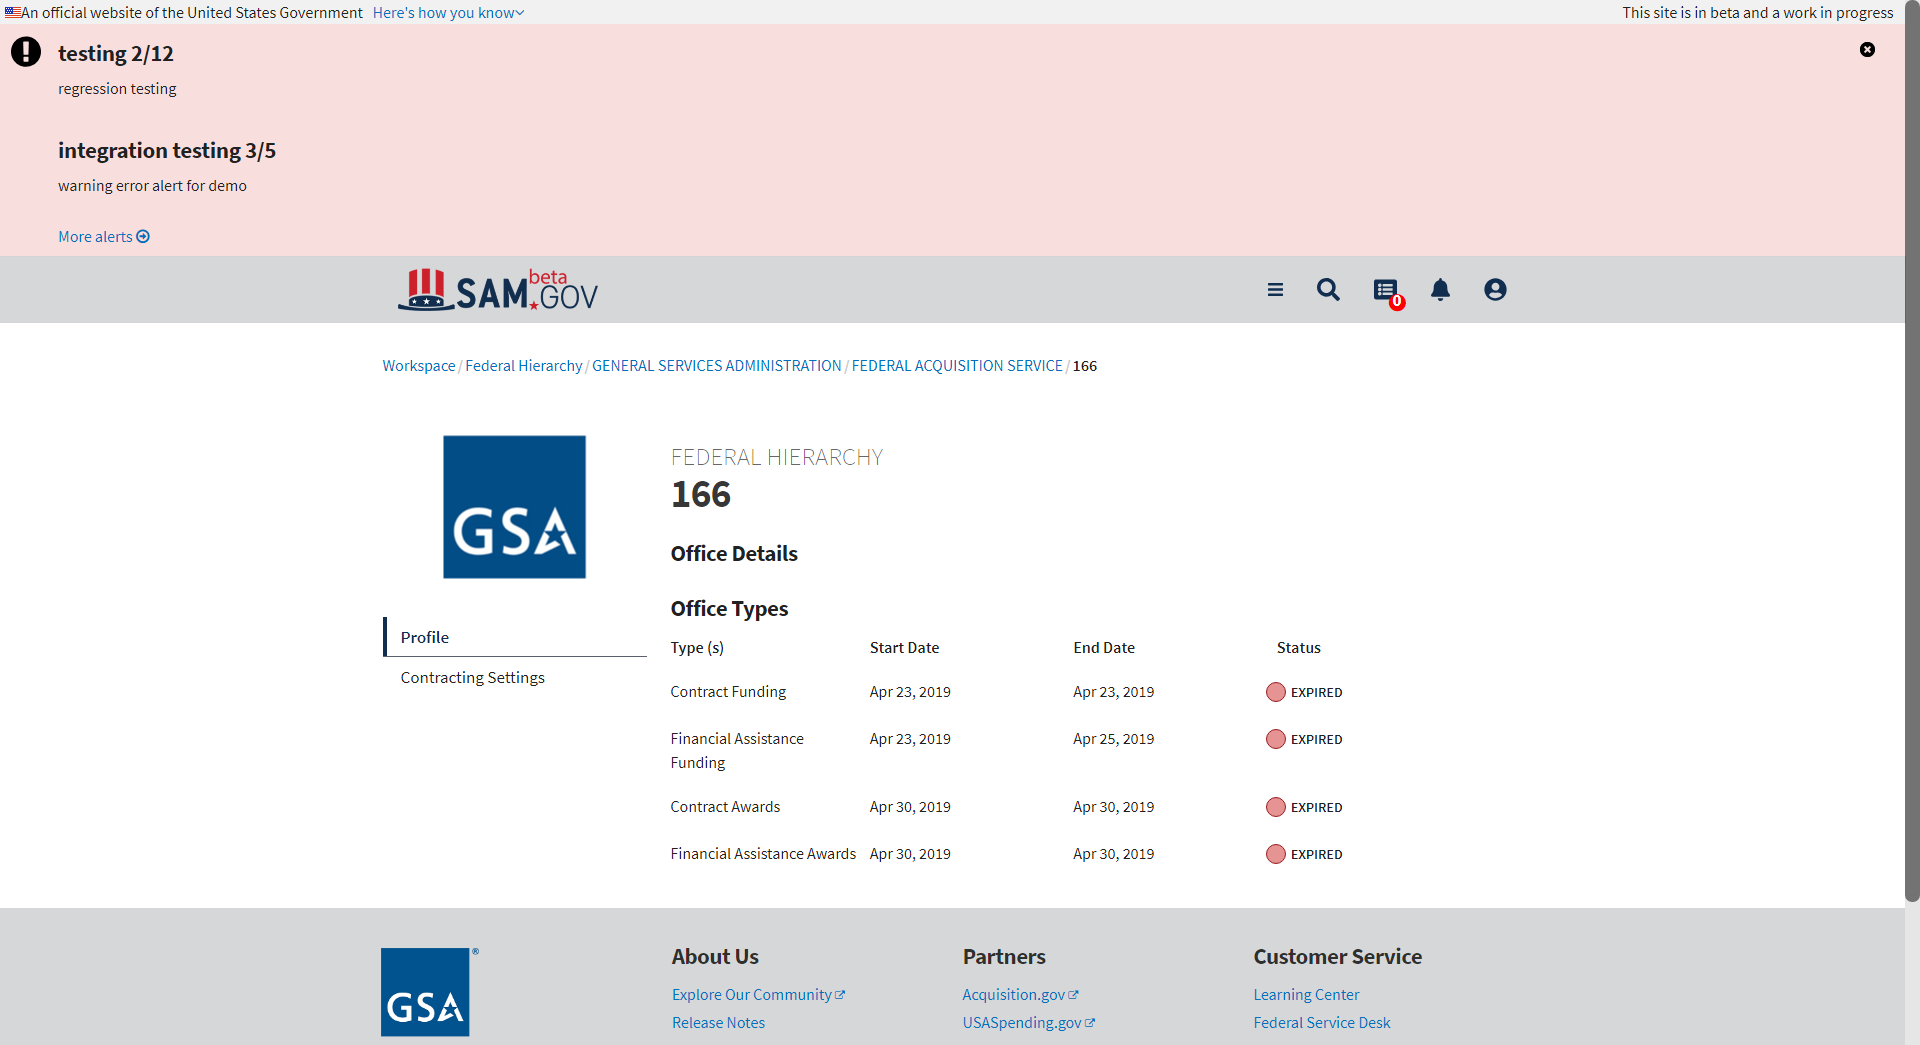 An official website of the United States Government Here's how you know
This site is in beta and a work in progress
testing 2/12
regression testing
integration testing 3/5
warning error alert for demo
More alerts
SAM beta .GOV
0
Workspace / Federal Hierarchy / GENERAL SERVICES ADMINISTRATION / FEDERAL ACQUISITION SERVICE / 166
GSA
Profile
Contracting Settings
FEDERAL HIERARCHY
166
Office Details
Office Types
Type (s) Start Date End Date Status
Contract Funding Apr 23, 2019 Apr 23, 2019 EXPIRED
Financial Assistance Apr 23, 2019 Apr 25, 2019 EXPIRED
Funding
Contract Awards Apr 30, 2019 Apr 30, 2019 EXPIRED
Financial Assistance Awards Apr 30, 2019 Apr 30, 2019 EXPIRED
GSA ®
About Us
Explore Our Community
Release Notes
Partners
Acquisition.gov
USASpending.gov
Customer Service
Learning Center
Federal Service Desk